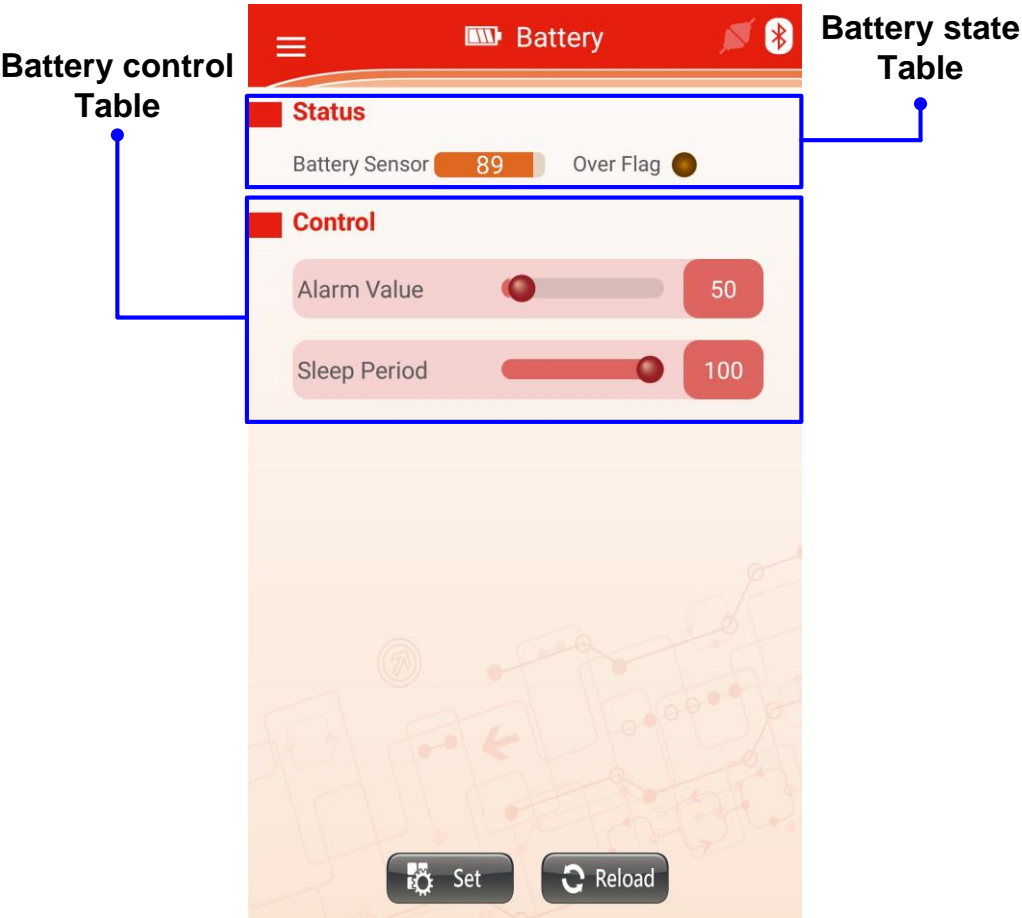 Battery control
Table
Battery
Battery state
Table
Status
Battery Sensor 89 Over Flag
Control
Alarm Value 50
Sleep Period 100
Set Reload